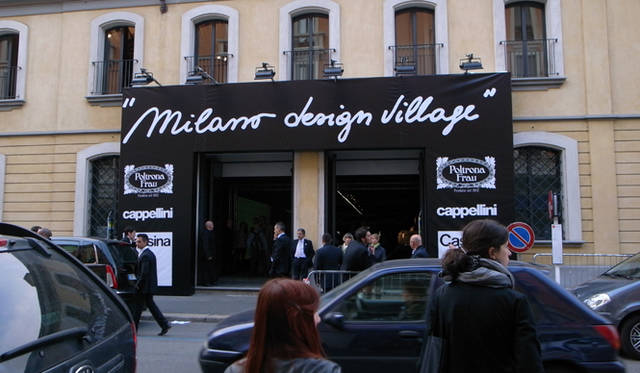 "Milano design village"
Poltrona
Frau
cappellini
Poltrona
Frau
cappellini